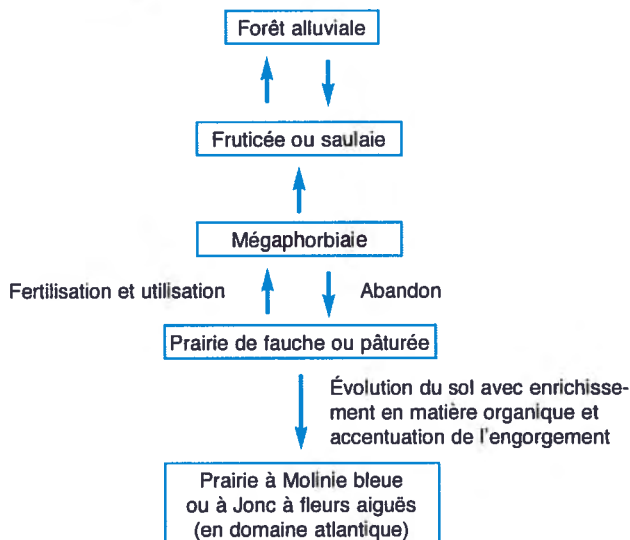 Forêt alluviale
Fruticée ou saulaie
Mégaphorbiaie
Fertilisation et utilisation
Abandon
Prairie de fauche ou pâturée
Évolution du sol avec enrichisse-
ment en matière organique et
accentuation de l'engorgement
Prairie à Molinie bleue
ou à Jonc à fleurs aiguës
(en domaine atlantique)